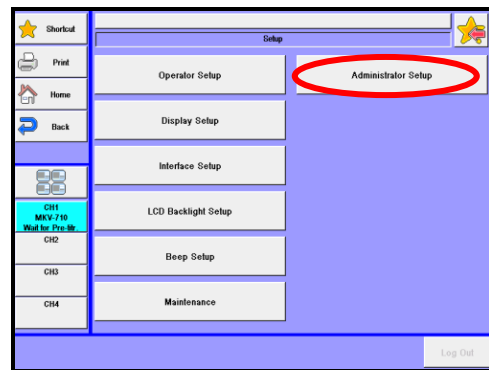 Shortcut
Print
Home
Back
CH1
MKV-710
Wait for Pre-titr.
CH2
CH3
CH4
Setup
Operator Setup
Administrator Setup
Display Setup
Interface Setup
LCD Backlight Setup
Beep Setup
Maintenance
Log Out